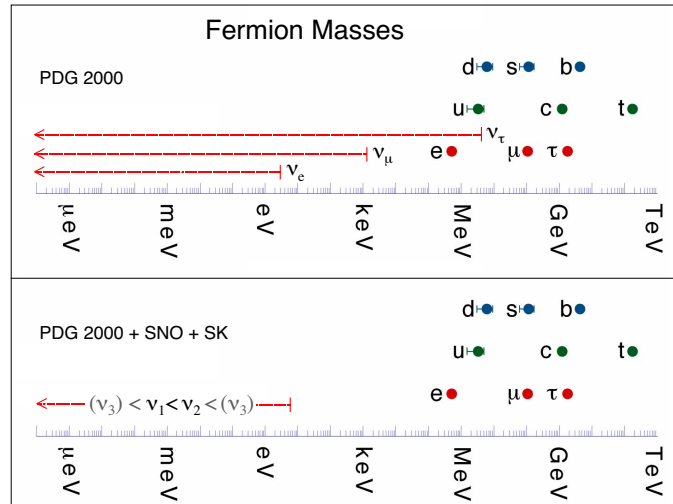 Fermion Masses
PDG 2000
d s b
u c t
ντ
νμ
e μ τ
νe
μeV meV eV keV MeV GeV TeV
d s b
PDG 2000 + SNO + SK
u c t
e μ τ
(ν3) < ν1 < ν2 < (ν3)
μeV meV eV keV MeV GeV TeV